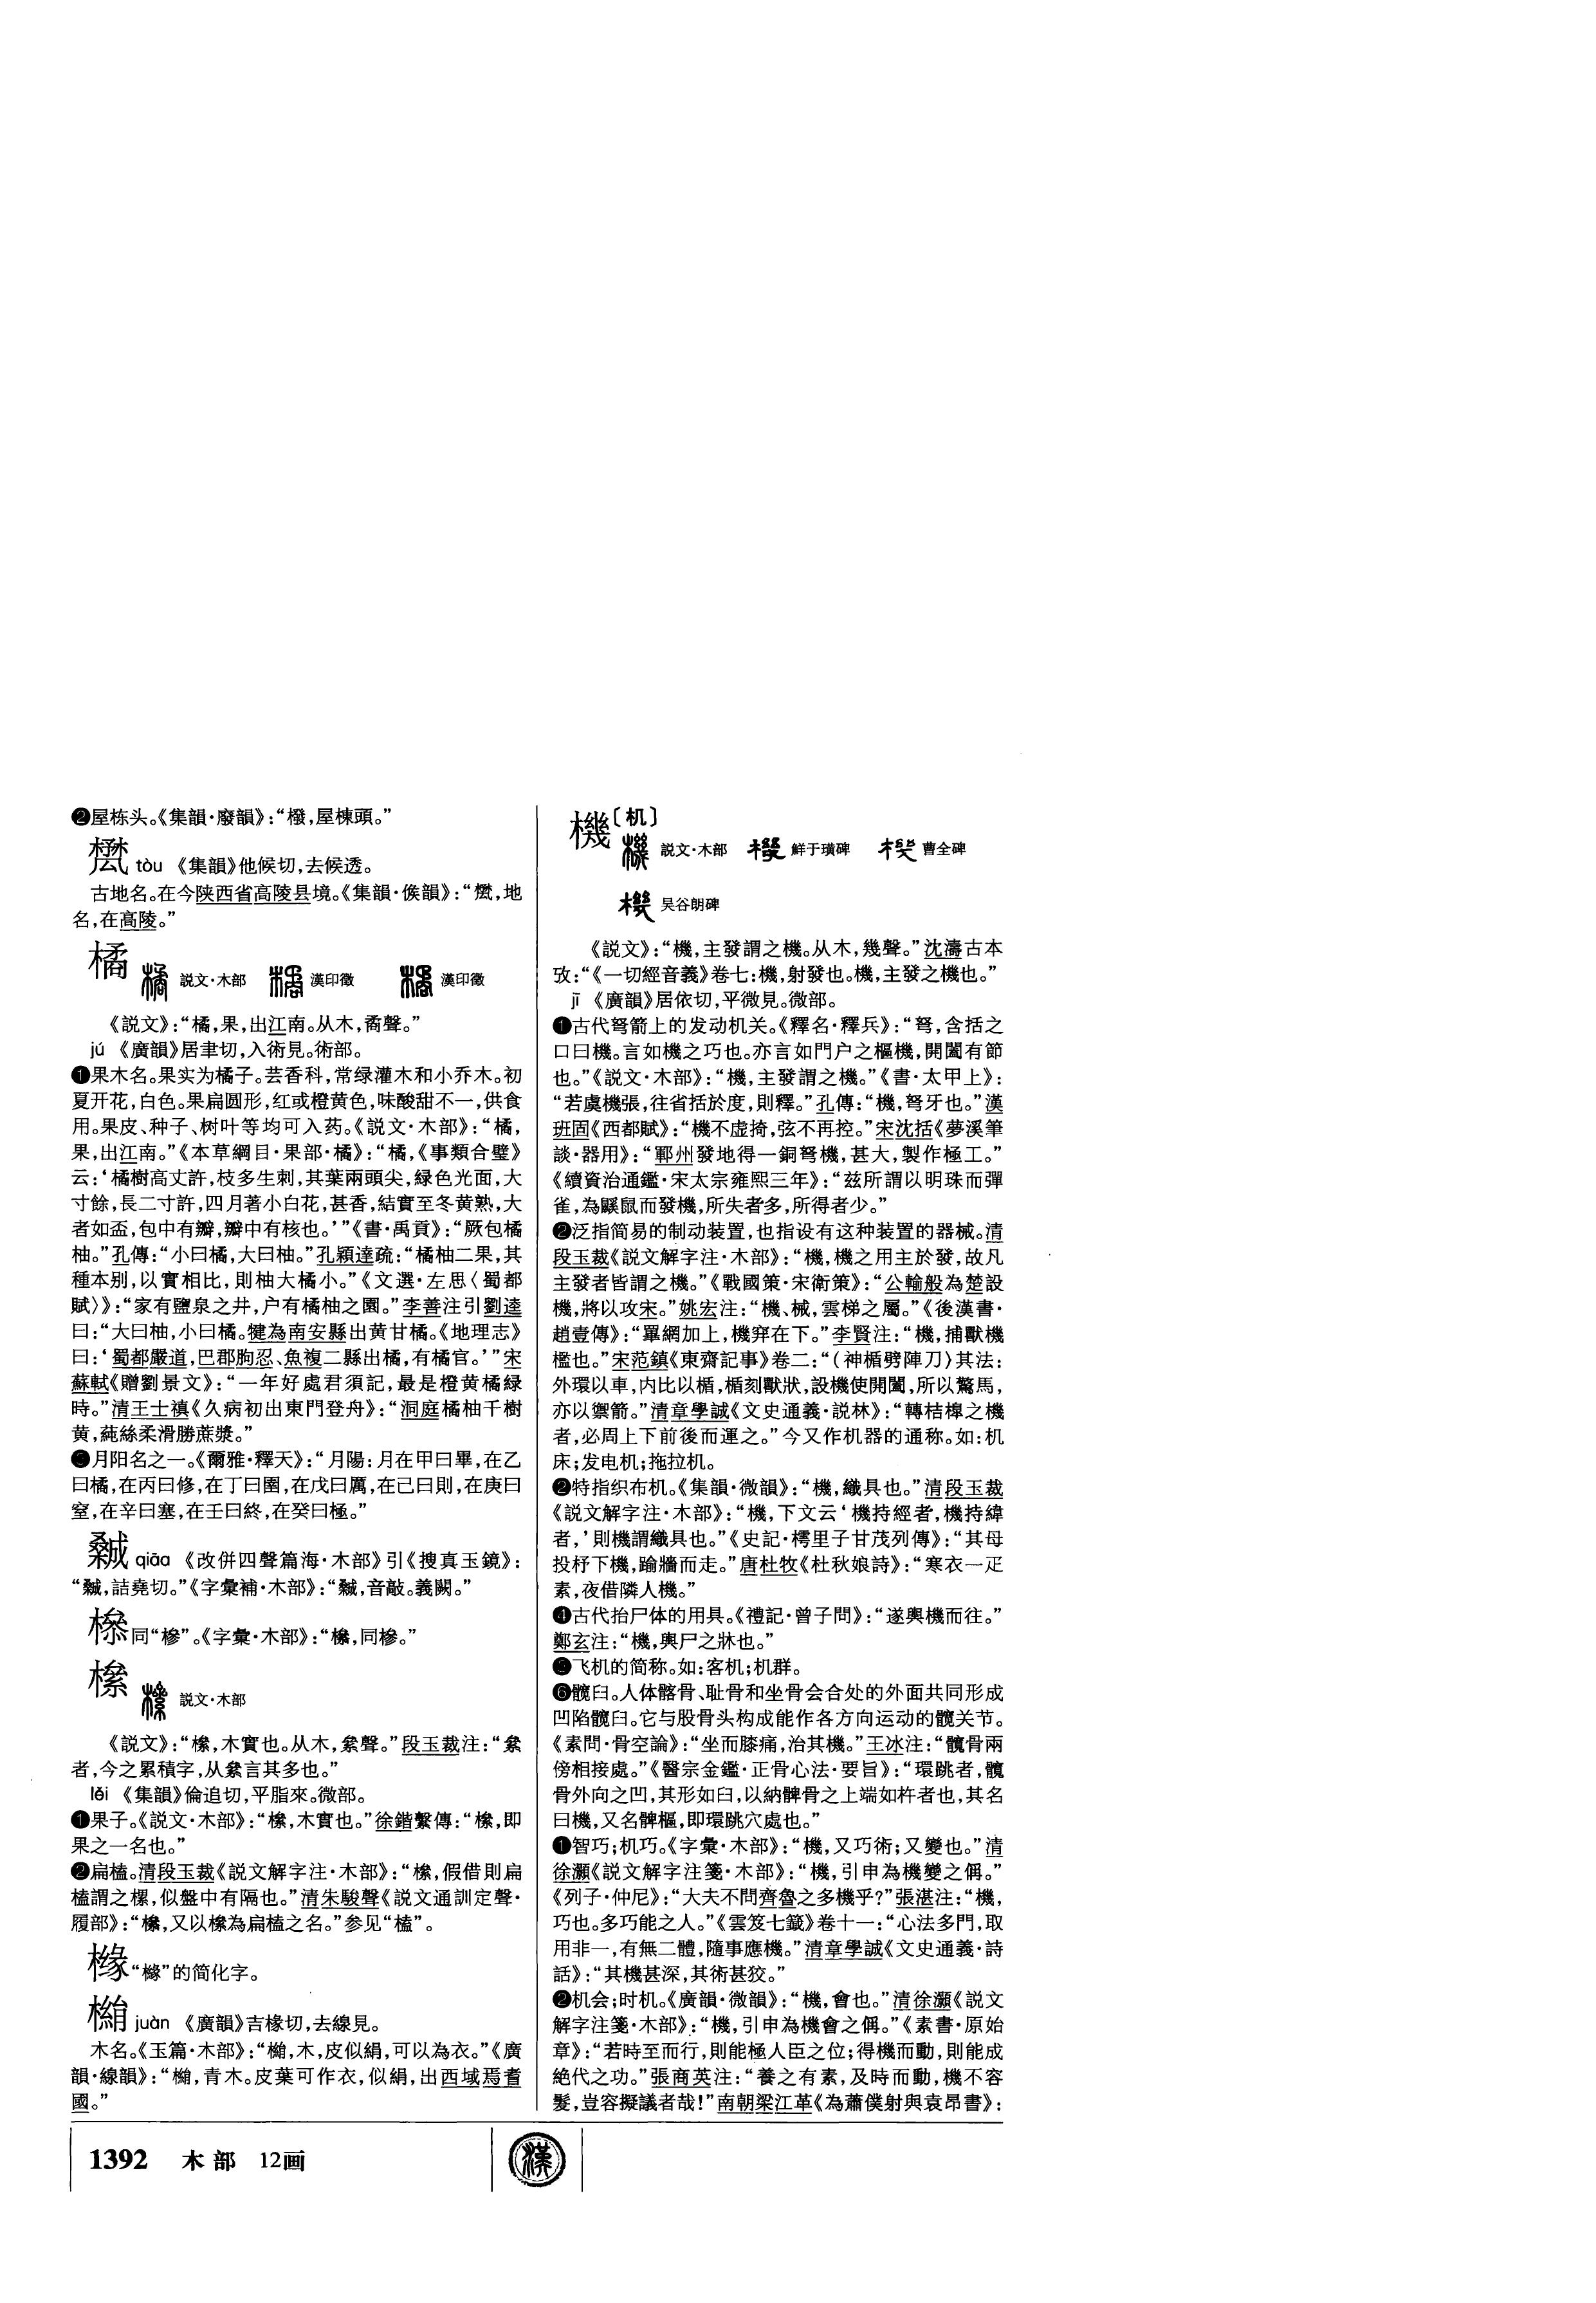 ❷屋栋头。《集韻·廢韻》:“橃,屋棟頭。”
tòu 《集韻》他候切,去候透。
古地名。在今陕西省高陵县境。《集韻·候韻》:“,地
名,在高陵。”
橘
説文·木部 漢印徵 漢印徵
《説文》:“橘,果,出江南。从木,矞聲。”
jú 《廣韻》居聿切,入術見。術部。
❶果木名。果实为橘子。芸香科,常绿灌木和小乔木。初
夏开花,白色。果扁圆形,红或橙黄色,味酸甜不一,供食
用。果皮、种子、树叶等均可入药。《説文·木部》:“橘,
果,出江南。”《本草綱目·果部·橘》:“橘,《事類合璧》
云:‘橘樹高丈許,枝多生刺,其葉兩頭尖,緑色光面,大
寸餘,長二寸許,四月著小白花,甚香,結實至冬黄熟,大
者如盃,包中有瓣,瓣中有核也。’”《書·禹貢》:“厥包橘
柚。”孔傳:“小曰橘,大曰柚。”孔穎達疏:“橘柚二果,其
種本别,以實相比,則柚大橘小。”《文選·左思〈蜀都
賦〉》:“家有鹽泉之井,户有橘柚之園。”李善注引劉逵
曰:“大曰柚,小曰橘。犍為南安縣出黄甘橘。《地理志》
曰:‘蜀都嚴道,巴郡朐忍、魚複二縣出橘,有橘官。’”宋
蘇軾《贈劉景文》:“一年好處君須記,最是橙黄橘緑
時。”清王士禛《久病初出東門登舟》:“洞庭橘柚千樹
黄,蒓絲柔滑勝蔗漿。”
月阳名之一。《爾雅·釋天》:“月陽:月在甲曰畢,在乙
曰橘,在丙曰修,在丁曰圉,在戊曰厲,在己曰則,在庚曰
窒,在辛曰塞,在壬曰終,在癸曰極。”
qiāo 《改併四聲篇海·木部》引《搜真玉鏡》:
“,詰堯切。”《字彙補·木部》:“,音敲。義闕。”
同“槮”。《字彙·木部》:“,同槮。”
樏
説文·木部
《説文》:“,木實也。从木,絫聲。”段玉裁注:“絫
者,今之累積字,从絫言其多也。”
lěi 《集韻》倫追切,平脂來。微部。
❶果子。《説文·木部》:“,木實也。”徐鍇繫傳:“,即
果之一名也。”
❷扁榼。清段玉裁《説文解字注·木部》:“,假借則扁
榼謂之樏,似盤中有隔也。”清朱駿聲《説文通訓定聲·
履部》:“,又以為扁榼之名。”参见“榼”。
橼“櫞”的简化字。
juàn 《廣韻》吉椽切,去線見。
木名。《玉篇·木部》:“,木,皮似絹,可以為衣。”《廣
韻·線韻》:“,青木。皮葉可作衣,似絹,出西域焉耆
國。”
機〔机〕
説文·木部 鮮于璜碑 曹全碑
吴谷朗碑
《説文》:“機,主發謂之機。从木,幾聲。”沈濤古本
攷:“《一切經音義》卷七:機,射發也。機,主發之機也。”
jī 《廣韻》居依切,平微見。微部。
❶古代弩箭上的发动机关。《釋名·釋兵》:“弩,含括之
口曰機。言如機之巧也。亦言如門户之樞機,開闔有節
也。”《説文·木部》:“機,主發謂之機。”《書·太甲上》:
“若虞機張,往省括於度,則釋。”孔傳:“機,弩牙也。”漢
班固《西都賦》:“機不虚掎,弦不再控。”宋沈括《夢溪筆
談·器用》:“鄆州發地得一銅弩機,甚大,製作極工。”
《續資治通鑑·宋太宗雍熙三年》:“兹所謂以明珠而彈
雀,為鼷鼠而發機,所失者多,所得者少。”
❷泛指简易的制动装置,也指设有这种装置的器械。清
段玉裁《説文解字注·木部》:“機,機之用主於發,故凡
主發者皆謂之機。”《戰國策·宋衛策》:“公輸般為楚設
機,將以攻宋。”姚宏注:“機、械,雲梯之屬。”《後漢書·
趙壹傳》:“罼網加上,機穽在下。”李賢注:“機,捕獸機
檻也。”宋范鎮《東齋記事》卷二:“(神楯劈陣刀)其法:
外環以車,内比以楯,楯刻獸狀,設機使開闔,所以驚馬,
亦以禦箭。”清章學誠《文史通義·説林》:“轉桔槔之機
者,必周上下前後而運之。”今又作机器的通称。如:机
床;发电机;拖拉机。
❷特指织布机。《集韻·微韻》:“機,織具也。”清段玉裁
《説文解字注·木部》:“機,下文云‘機持經者,機持緯
者,’則機謂織具也。”《史記·樗里子甘茂列傳》:“其母
投杼下機,踰牆而走。”唐杜牧《杜秋娘詩》:“寒衣一疋
素,夜借隣人機。”
❹古代抬尸体的用具。《禮記·曾子問》:“遂輿機而往。”
鄭玄注:“機,輿尸之牀也。”
飞机的简称。如:客机;机群。
❻髖臼。人体髂骨、耻骨和坐骨会合处的外面共同形成
凹陷髋臼。它与股骨头构成能作各方向运动的髋关节。
《素問·骨空論》:“坐而膝痛,治其機。”王冰注:“髖骨兩
傍相接處。”《醫宗金鑑·正骨心法·要旨》:“環跳者,髖
骨外向之凹,其形如臼,以納髀骨之上端如杵者也,其名
曰機,又名髀樞,即環跳穴處也。”
❶智巧;机巧。《字彙·木部》:“機,又巧術;又變也。”清
徐灝《説文解字注箋·木部》:“機,引申為機變之偁。”
《列子·仲尼》:“大夫不問齊魯之多機乎?”張湛注:“機,
巧也。多巧能之人。”《雲笈七籤》卷十一:“心法多門,取
用非一,有無二體,隨事應機。”清章學誠《文史通義·詩
話》:“其機甚深,其術甚狡。”
❷机会;时机。《廣韻·微韻》:“機,會也。”清徐灝《説文
解字注箋·木部》:“機,引申為機會之偁。”《素書·原始
章》:“若時至而行,則能極人臣之位;得機而動,則能成
絶代之功。”張商英注:“養之有素,及時而動,機不容
髮,豈容擬議者哉!”南朝梁江革《為蕭僕射與袁昂書》:
1392 木部 12画
漢